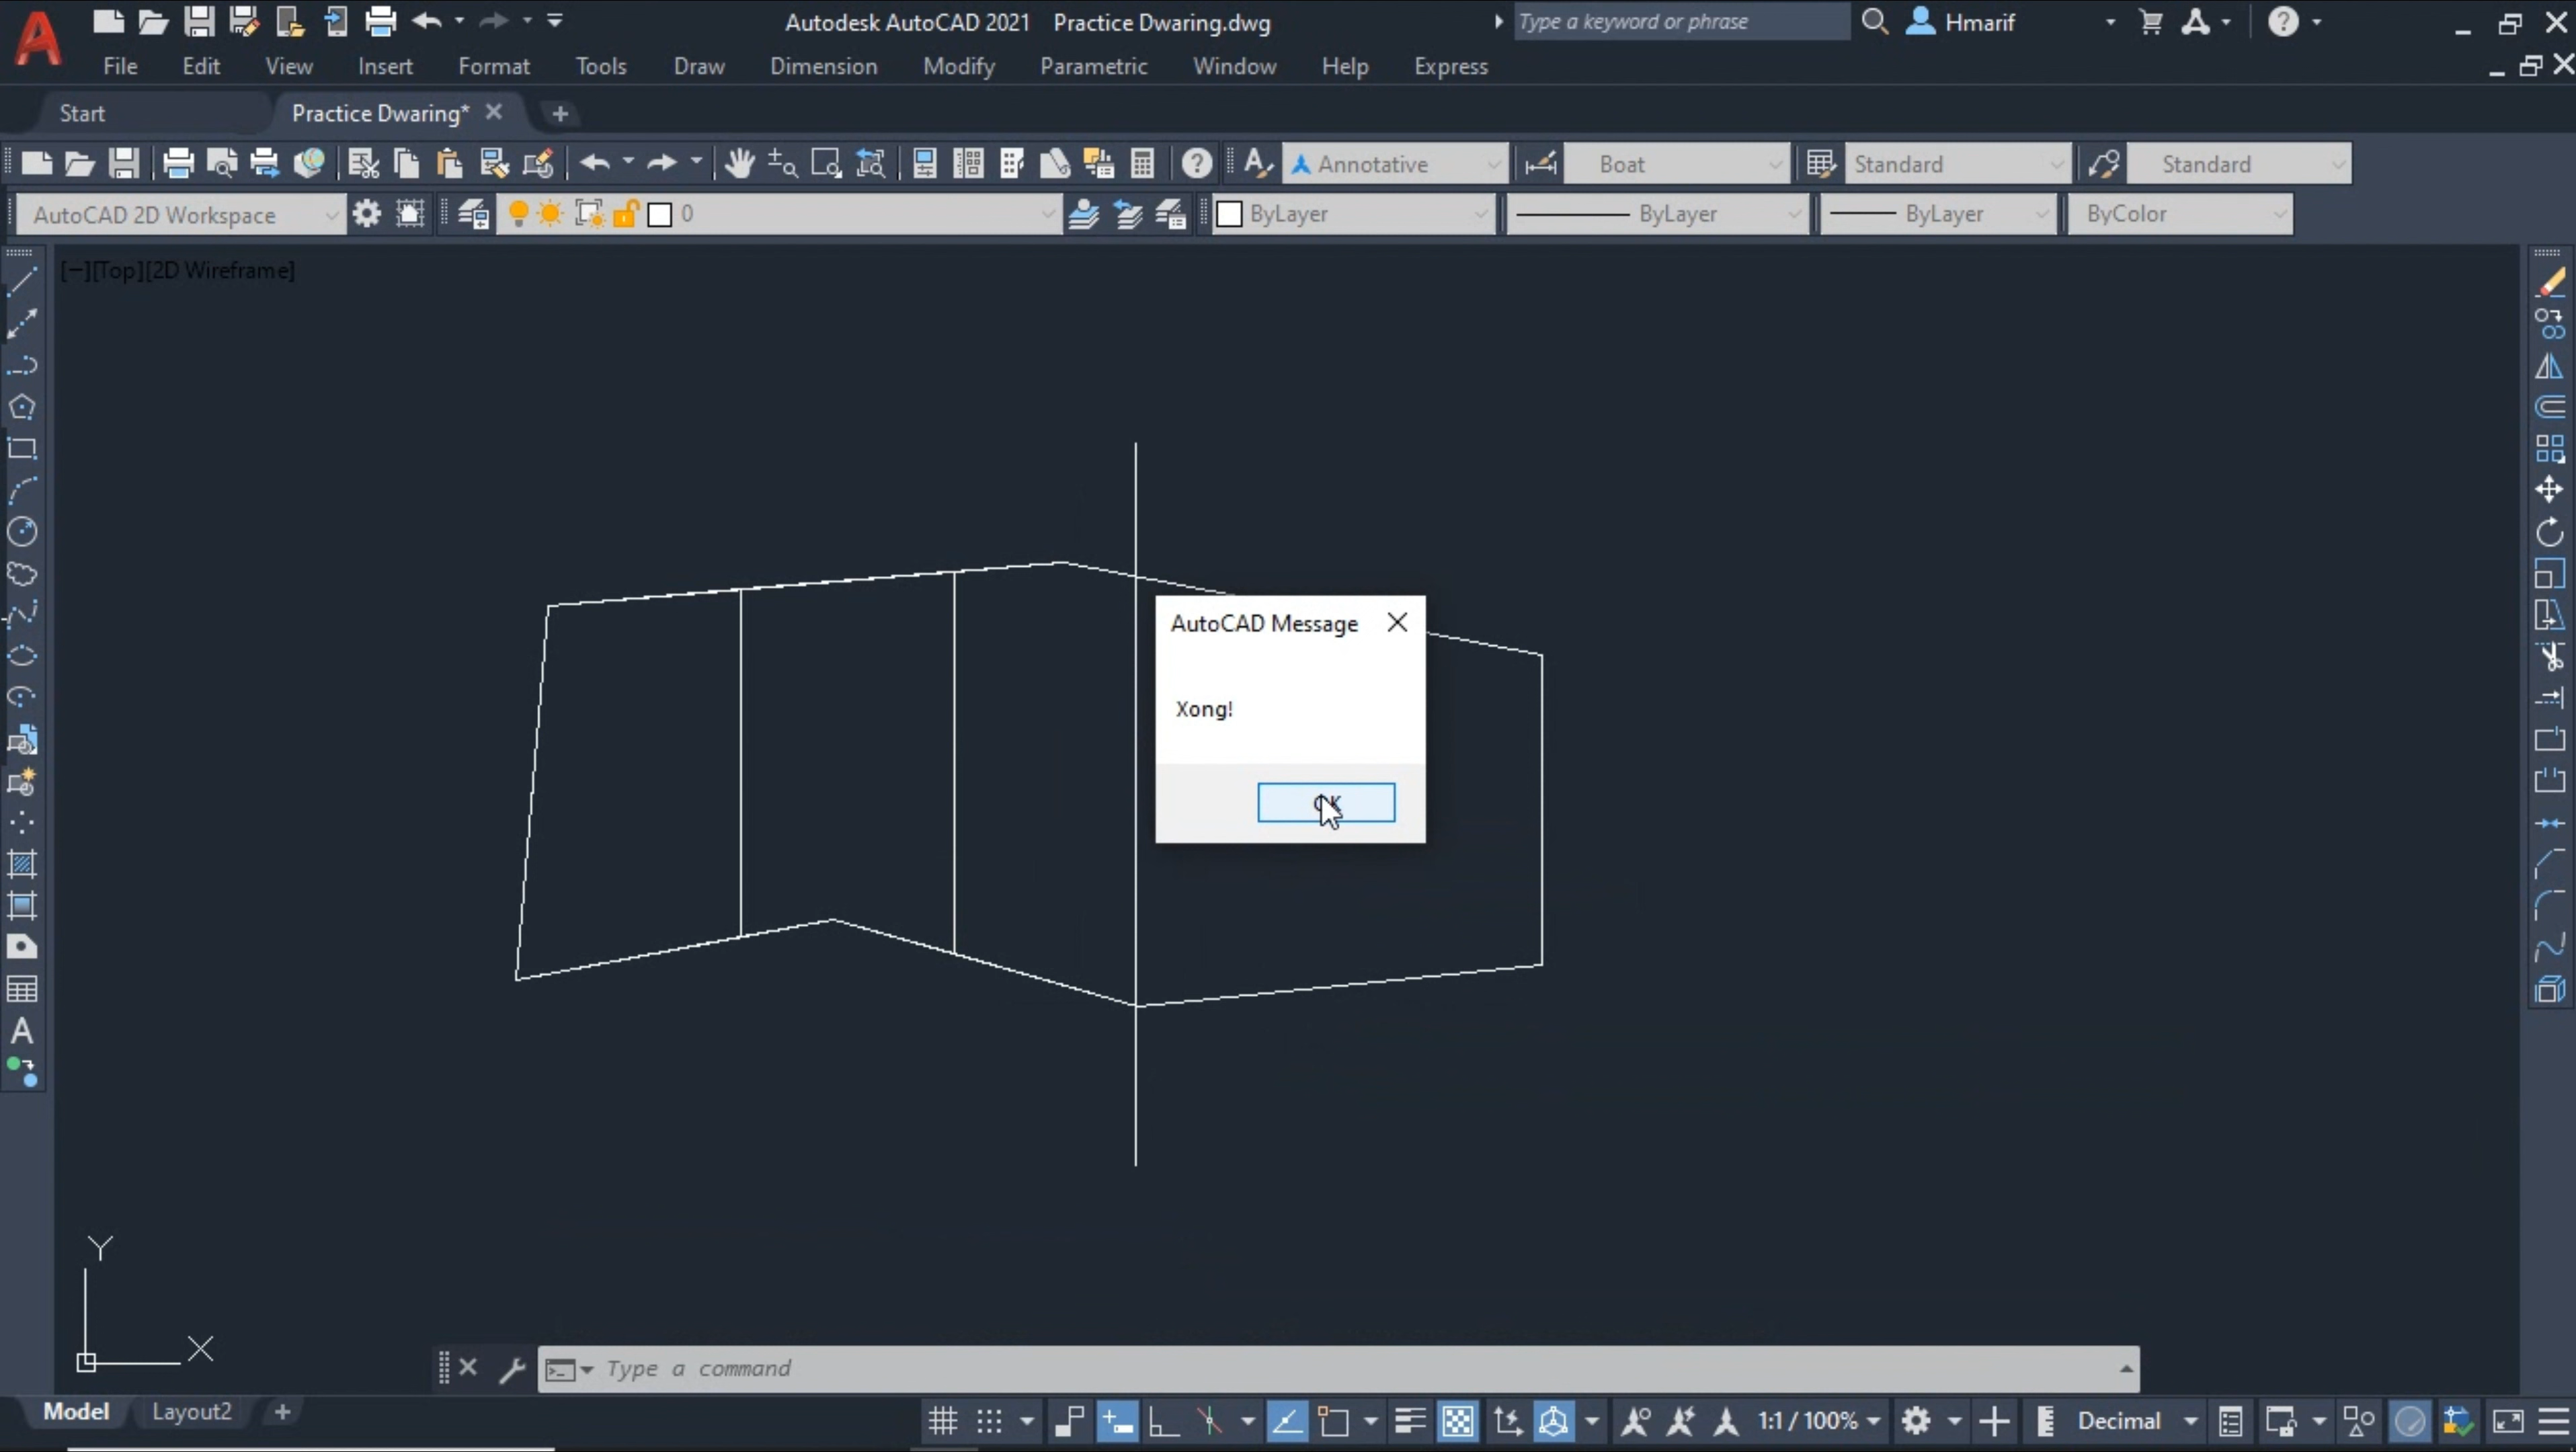 Autodesk AutoCAD 2021 Practice Dwaring.dwg
Type a keyword or phrase
Hmarif
File Edit View Insert Format Tools Draw Dimension Modify Parametric Window Help Express
Start
Practice Dwaring*
Annotative
Boat
Standard
Standard
AutoCAD 2D Workspace
0
ByLayer
ByLayer
ByLayer
ByColor
[−][Top][2D Wireframe]
AutoCAD Message
Xong!
OK
Y
X
Type a command
Model
Layout2
1:1 / 100%
Decimal